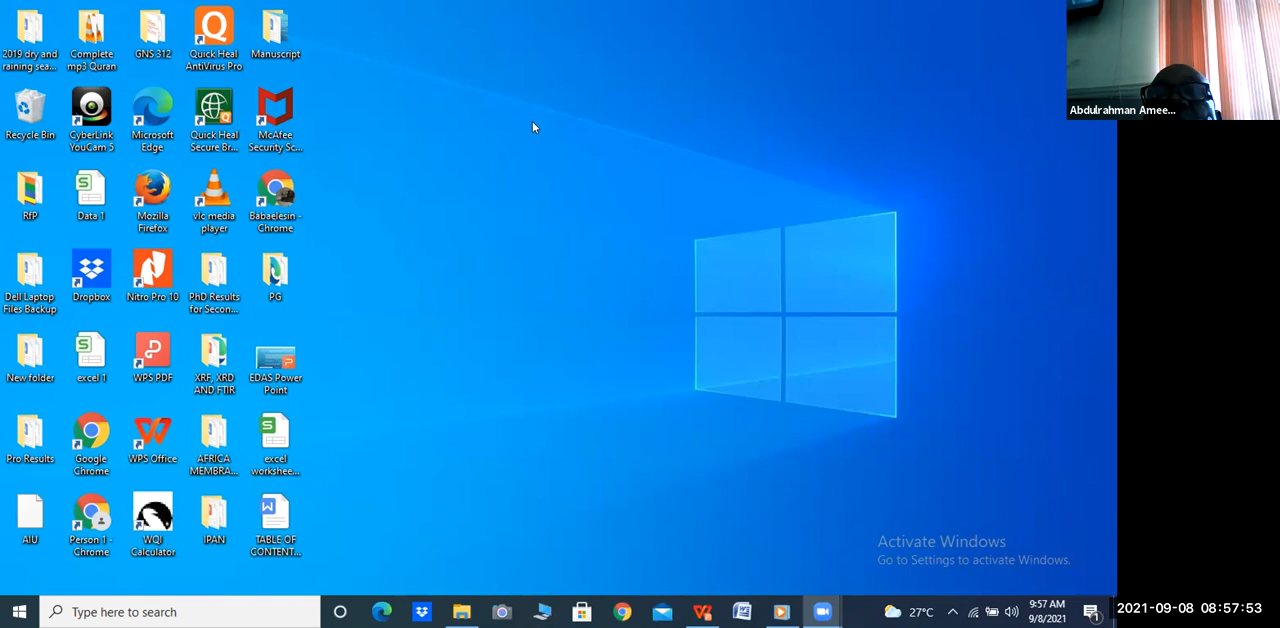 2019 dry and
raining sea...
Complete
mp3 Quran
GNS 312
Quick Heal
AntiVirus Pro
Manuscript
Recycle Bin
CyberLink
YouCam 5
Microsoft
Edge
Quick Heal
Secure Br...
McAfee
Security Sc...
RfP
Data 1
Mozilla
Firefox
vlc media
player
Babaelesin -
Chrome
Dell Laptop
Files Backup
Dropbox
Nitro Pro 10
PhD Results
for Secon...
PG
New folder
excel 1
WPS PDF
XRF, XRD
AND FTIR
EDAS Power
Point
Pro Results
Google
Chrome
WPS Office
AFRICA
MEMBRA...
excel
workshee...
AIU
Person 1 -
Chrome
WQI
Calculator
IPAN
TABLE OF
CONTENT...
Abdulrahman Amee...
Activate Windows
Go to Settings to activate Windows.
Type here to search
27°C
9:57 AM
9/8/2021
1
2021-09-08 08:57:53